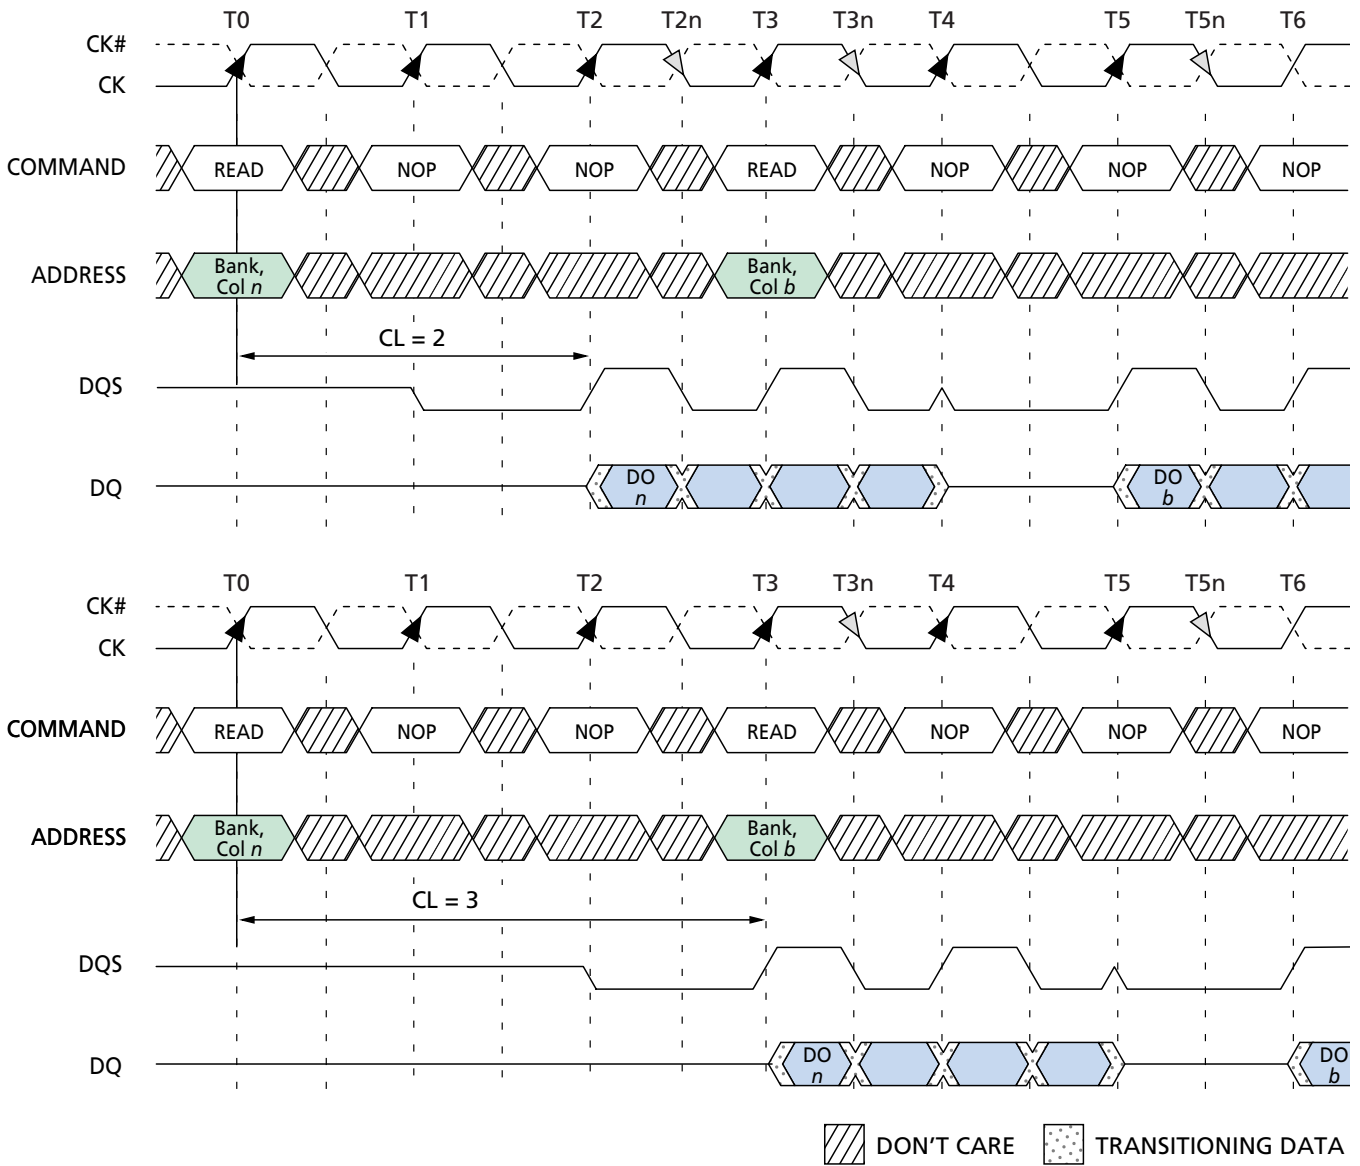 T0 T1 T2 T2n T3 T3n T4 T5 T5n T6
CK#
CK
COMMAND READ NOP NOP READ NOP NOP NOP
ADDRESS Bank, Col n Bank, Col b
CL = 2
DQS
DQ DO n DO b
T0 T1 T2 T3 T3n T4 T5 T5n T6
CK#
CK
COMMAND READ NOP NOP READ NOP NOP NOP
ADDRESS Bank, Col n Bank, Col b
CL = 3
DQS
DQ DO n DO b
DON'T CARE TRANSITIONING DATA